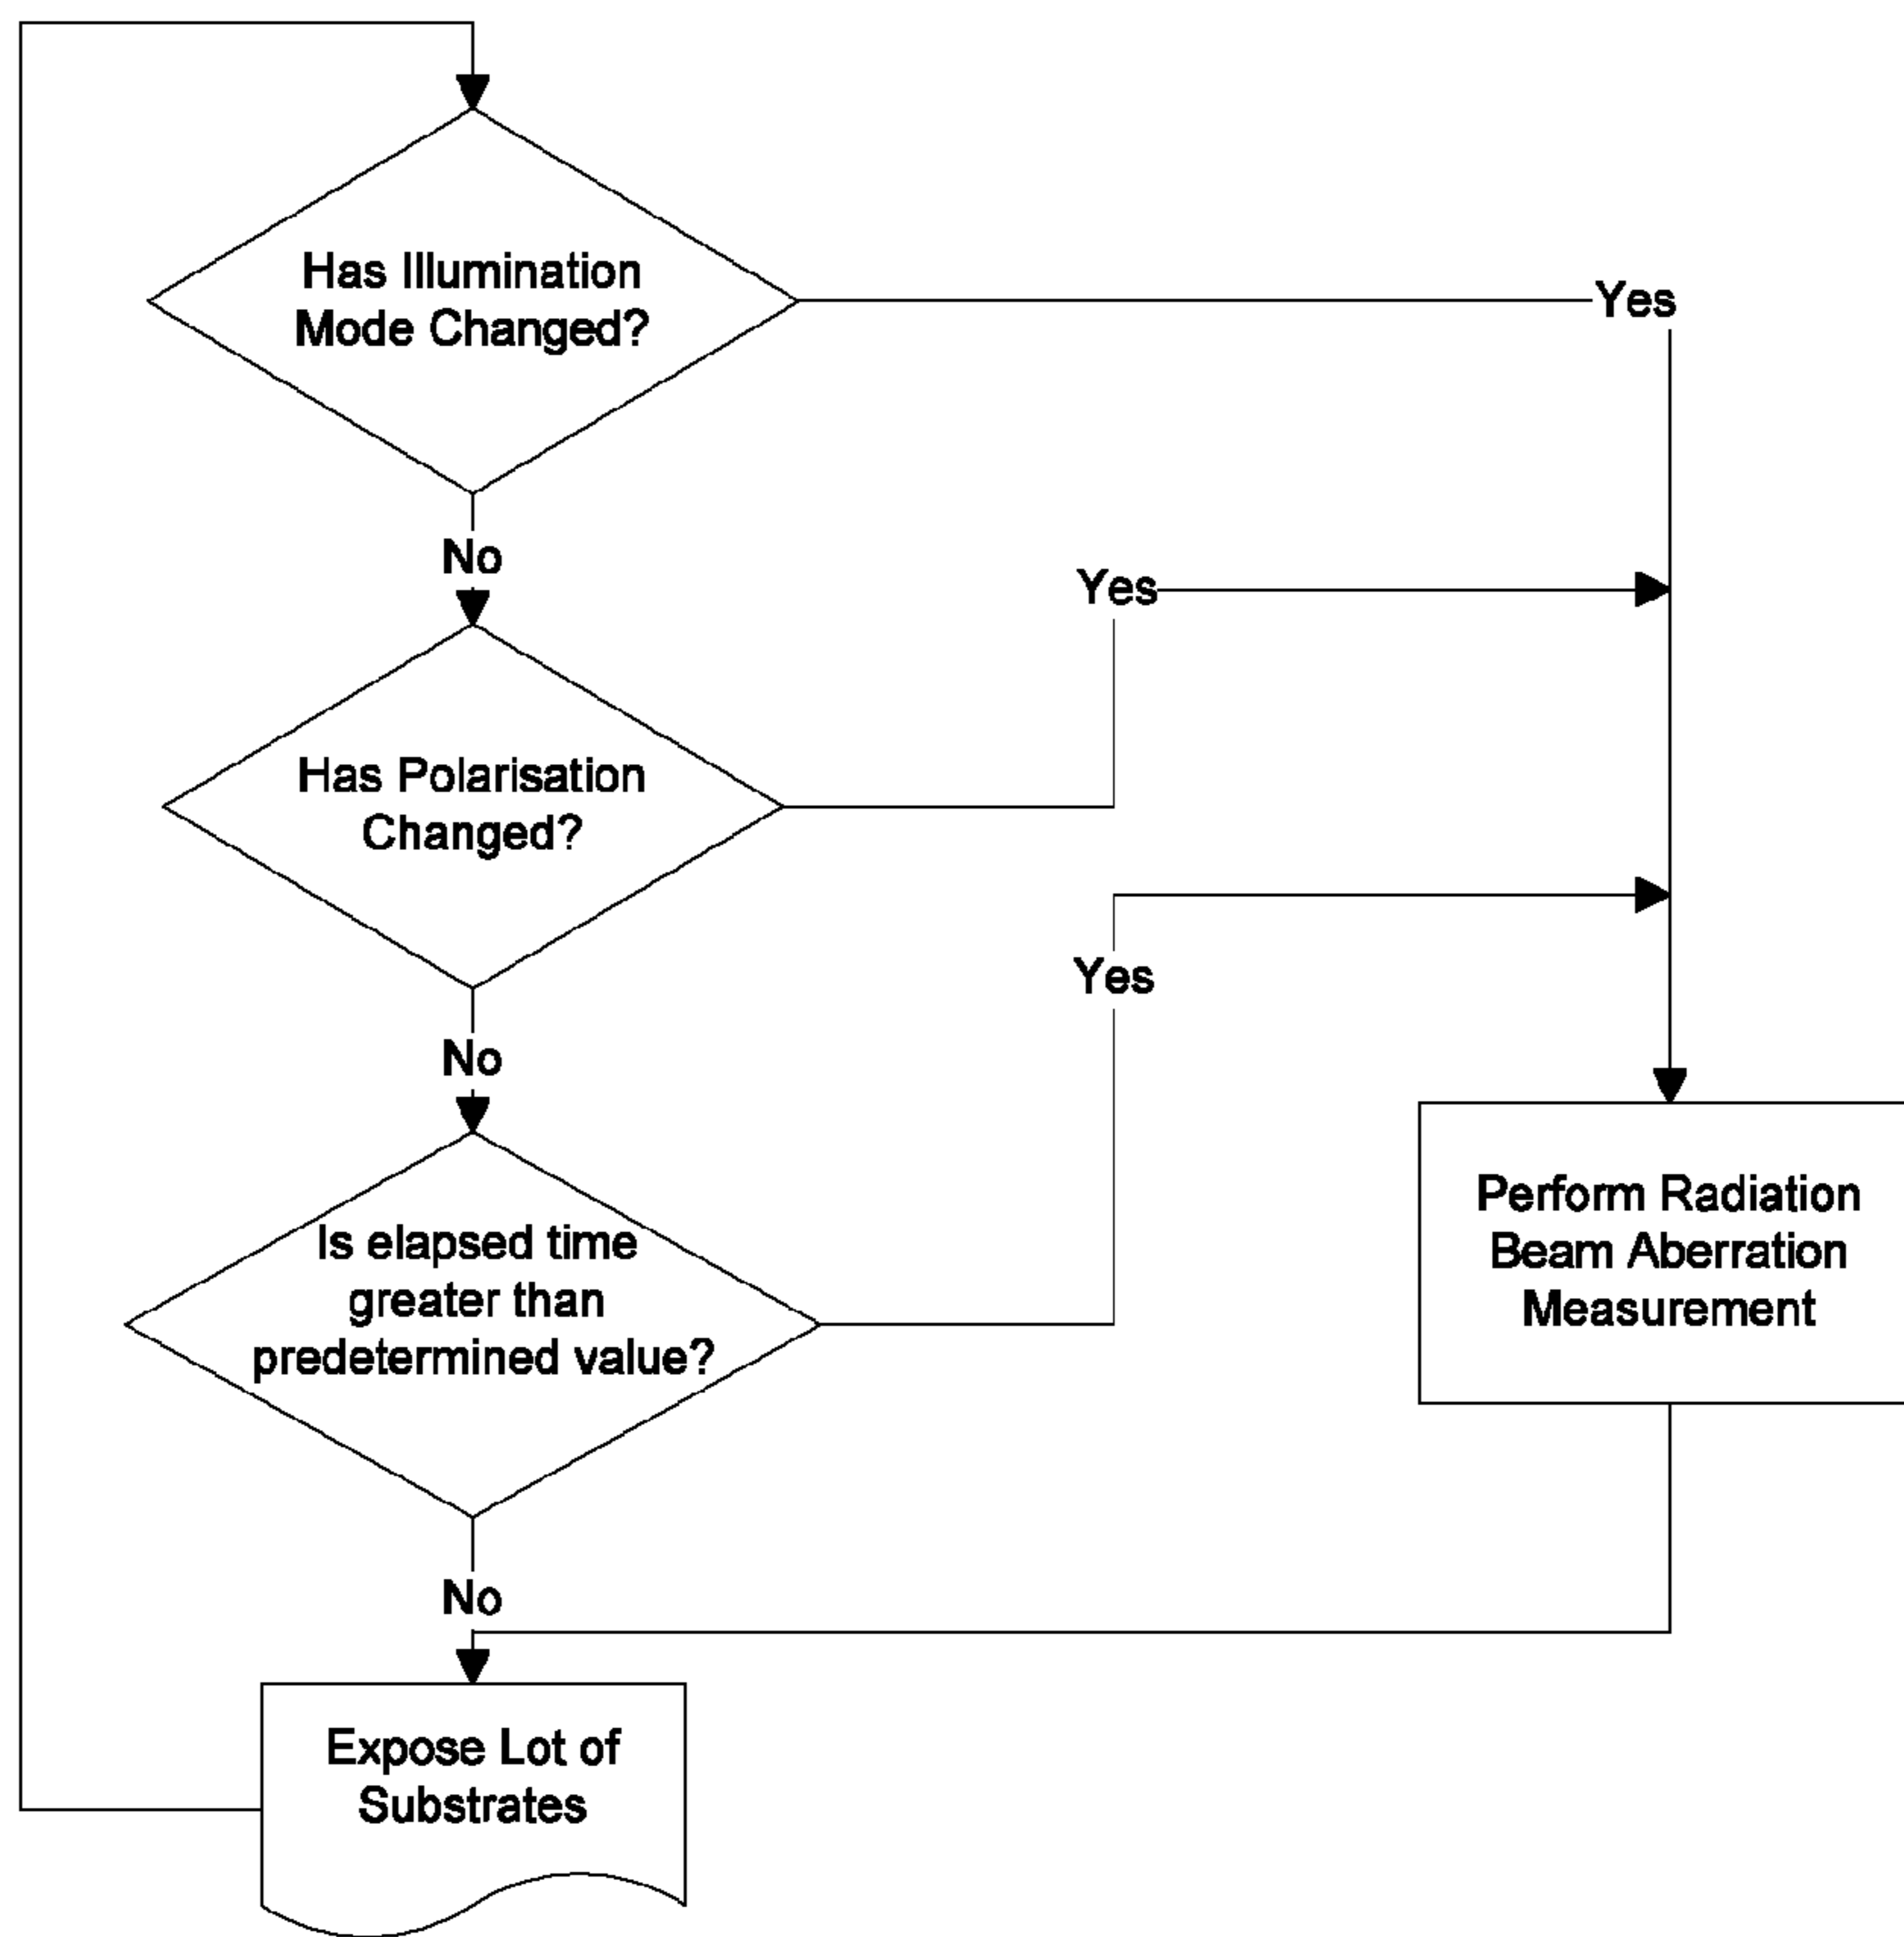 Has Illumination
Mode Changed?
Yes
No
Yes
Has Polarisation
Changed?
Yes
No
Is elapsed time
greater than
predetermined value?
Perform Radiation
Beam Aberration
Measurement
No
Expose Lot of
Substrates